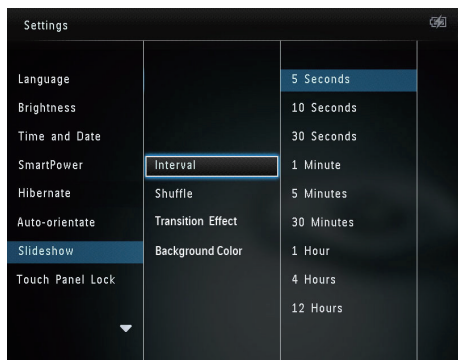 Settings
Language
Brightness
Time and Date
SmartPower
Hibernate
Auto-orientate
Slideshow
Touch Panel Lock
Interval
Shuffle
Transition Effect
Background Color
5 Seconds
10 Seconds
30 Seconds
1 Minute
5 Minutes
30 Minutes
1 Hour
4 Hours
12 Hours